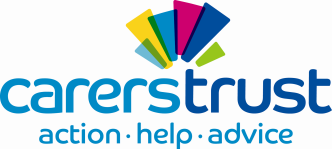 carerstrust
action · help · advice